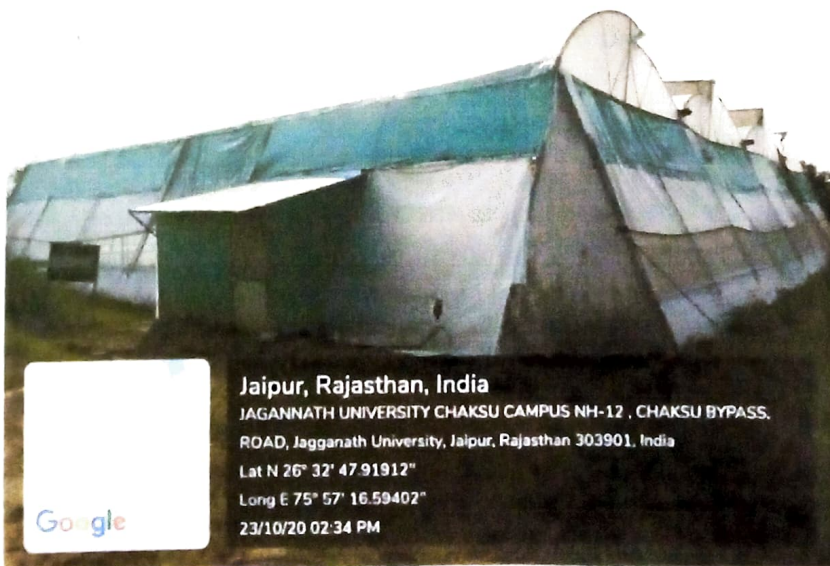 Jaipur, Rajasthan, India
JAGANNATH UNIVERSITY CHAKSU CAMPUS NH-12 , CHAKSU BYPASS,
ROAD, Jagganath University, Jaipur, Rajasthan 303901, India
Lat N 26° 32' 47.91912"
Long E 75° 57' 16.59402"
Google
23/10/20 02:34 PM